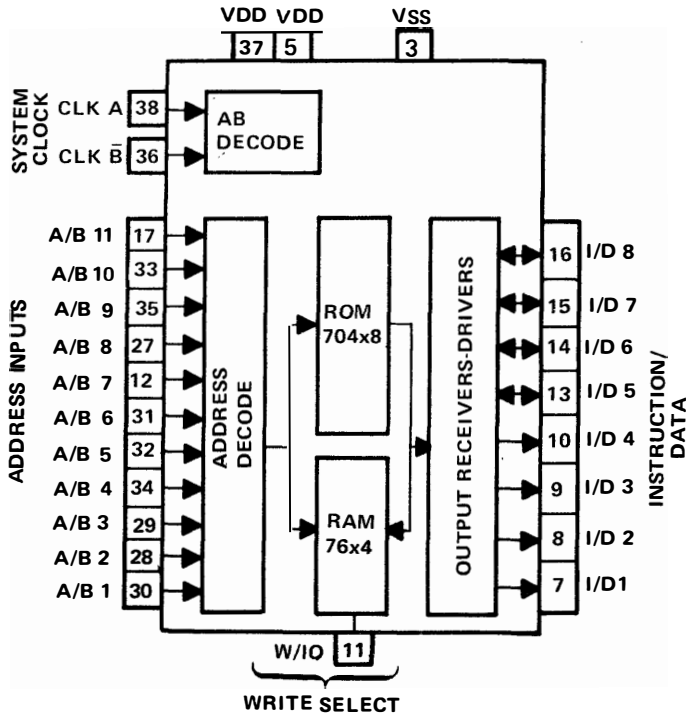 VDD VDD
VSS
37 5
3
SYSTEM
CLOCK
CLK A 38
CLK B̅ 36
AB
DECODE
ADDRESS INPUTS
A/B 11 17
A/B 10 33
A/B 9 35
A/B 8 27
A/B 7 12
A/B 6 31
A/B 5 32
A/B 4 34
A/B 3 29
A/B 2 28
A/B 1 30
ADDRESS
DECODE
ROM
704x8
RAM
76x4
OUTPUT RECEIVERS-DRIVERS
16 I/D 8
15 I/D 7
14 I/D 6
13 I/D 5
10 I/D 4
9 I/D 3
8 I/D 2
7 I/D1
INSTRUCTION/
DATA
W/IO 11
WRITE SELECT